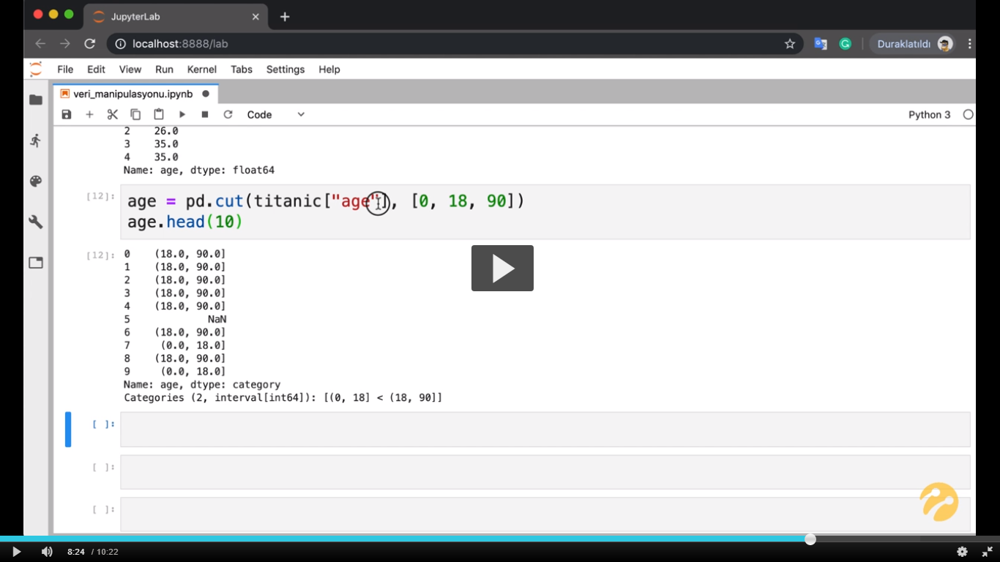 JupyterLab
localhost:8888/lab
Duraklatıldı
File Edit View Run Kernel Tabs Settings Help
veri_manipulasyonu.ipynb
Code
Python 3
2 26.0
3 35.0
4 35.0
Name: age, dtype: float64
[12]: age = pd.cut(titanic["age"], [0, 18, 90])
age.head(10)
[12]: 0 (18.0, 90.0]
1 (18.0, 90.0]
2 (18.0, 90.0]
3 (18.0, 90.0]
4 (18.0, 90.0]
5 NaN
6 (18.0, 90.0]
7 (0.0, 18.0]
8 (18.0, 90.0]
9 (0.0, 18.0]
Name: age, dtype: category
Categories (2, interval[int64]): [(0, 18] < (18, 90]]
[ ]:
[ ]:
[ ]:
8:24 / 10:22